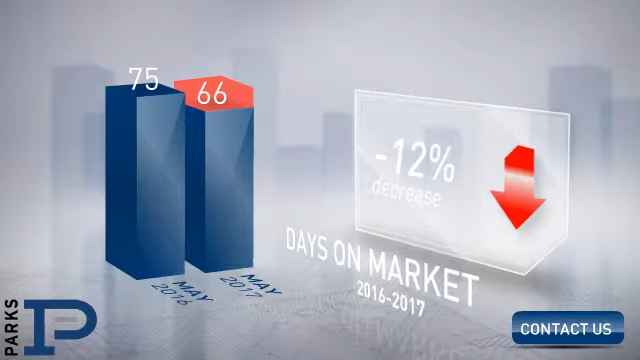 75
66
MAY
2016
MAY
2017
-12%
decrease
DAYS ON MARKET
2016-2017
PARKS
P
CONTACT US